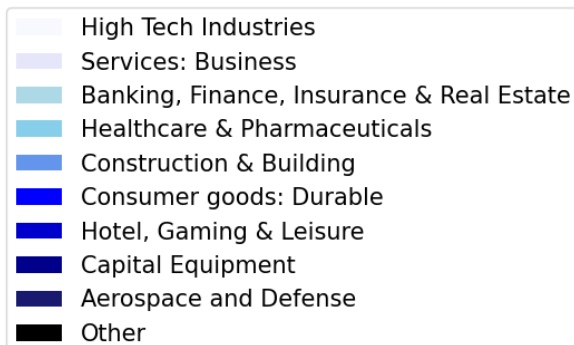 High Tech Industries
Services: Business
Banking, Finance, Insurance & Real Estate
Healthcare & Pharmaceuticals
Construction & Building
Consumer goods: Durable
Hotel, Gaming & Leisure
Capital Equipment
Aerospace and Defense
Other